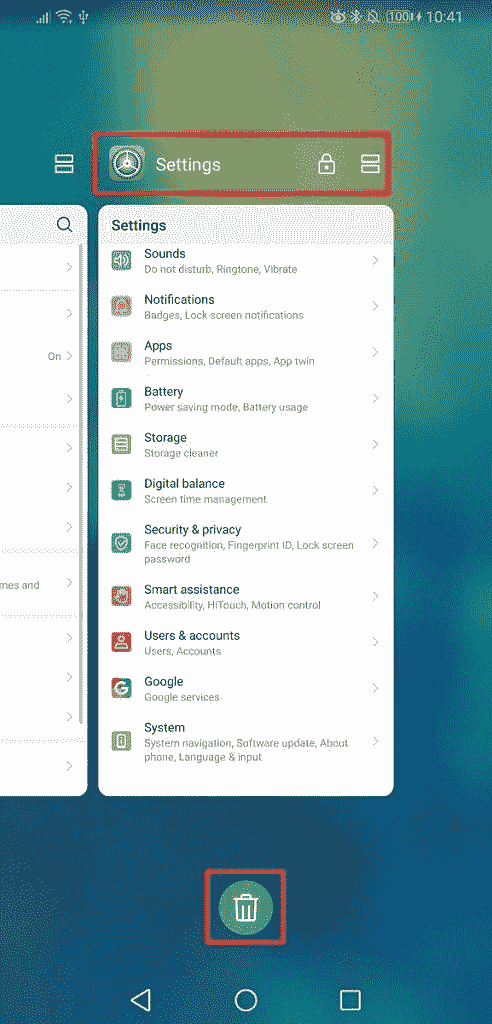 100 10:41
Settings
Settings
Sounds
Do not disturb, Ringtone, Vibrate
Notifications
Badges, Lock screen notifications
On
Apps
Permissions, Default apps, App twin
Battery
Power saving mode, Battery usage
Storage
Storage cleaner
Digital balance
Screen time management
Security & privacy
Face recognition, Fingerprint ID, Lock screen
password
mes and
Smart assistance
Accessibility, HiTouch, Motion control
Users & accounts
Users, Accounts
Google
Google services
System
System navigation, Software update, About
phone, Language & input